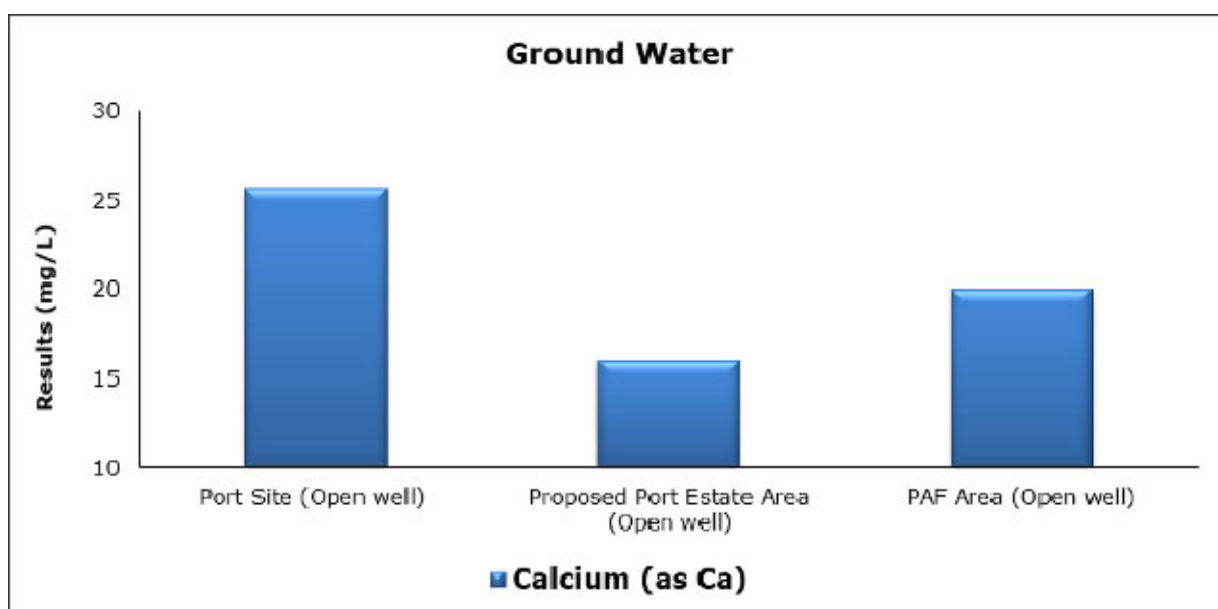 Ground Water
30
25
20
15
10
Results (mg/L)
Port Site (Open well)
Proposed Port Estate Area
(Open well)
PAF Area (Open well)
Calcium (as Ca)